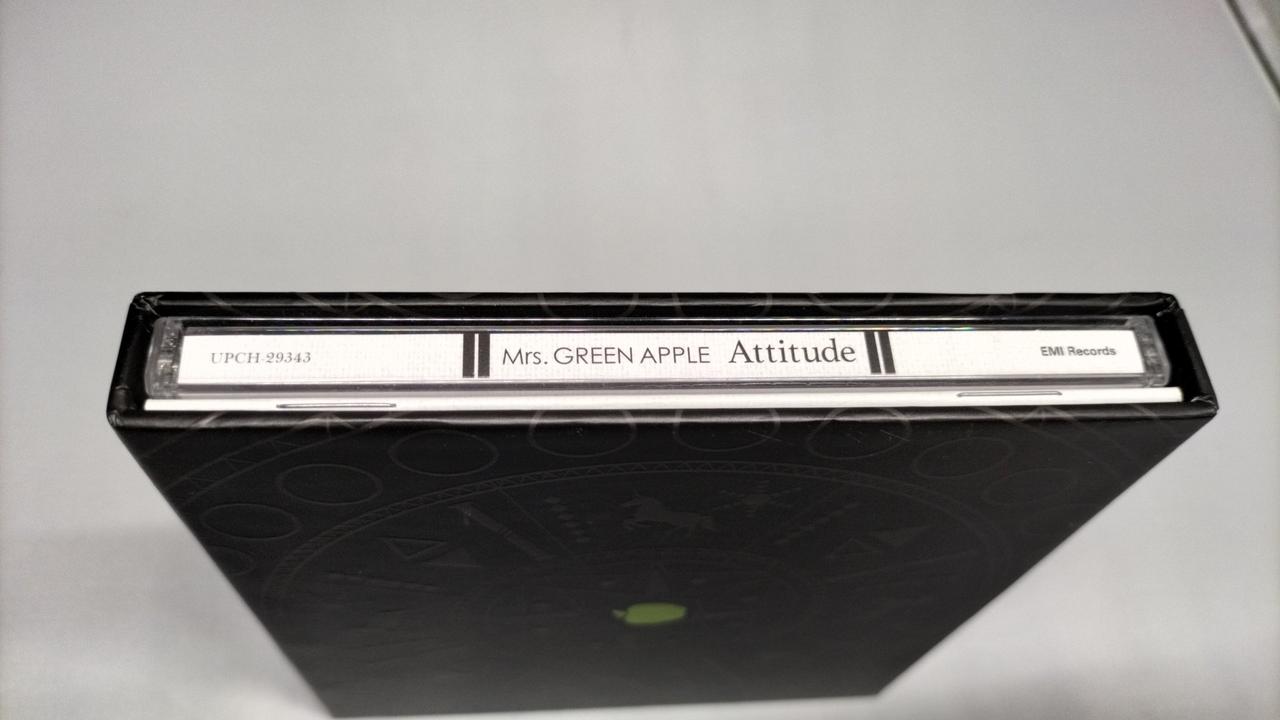 UPCH-29343 Mrs. GREEN APPLE Attitude EMI Records